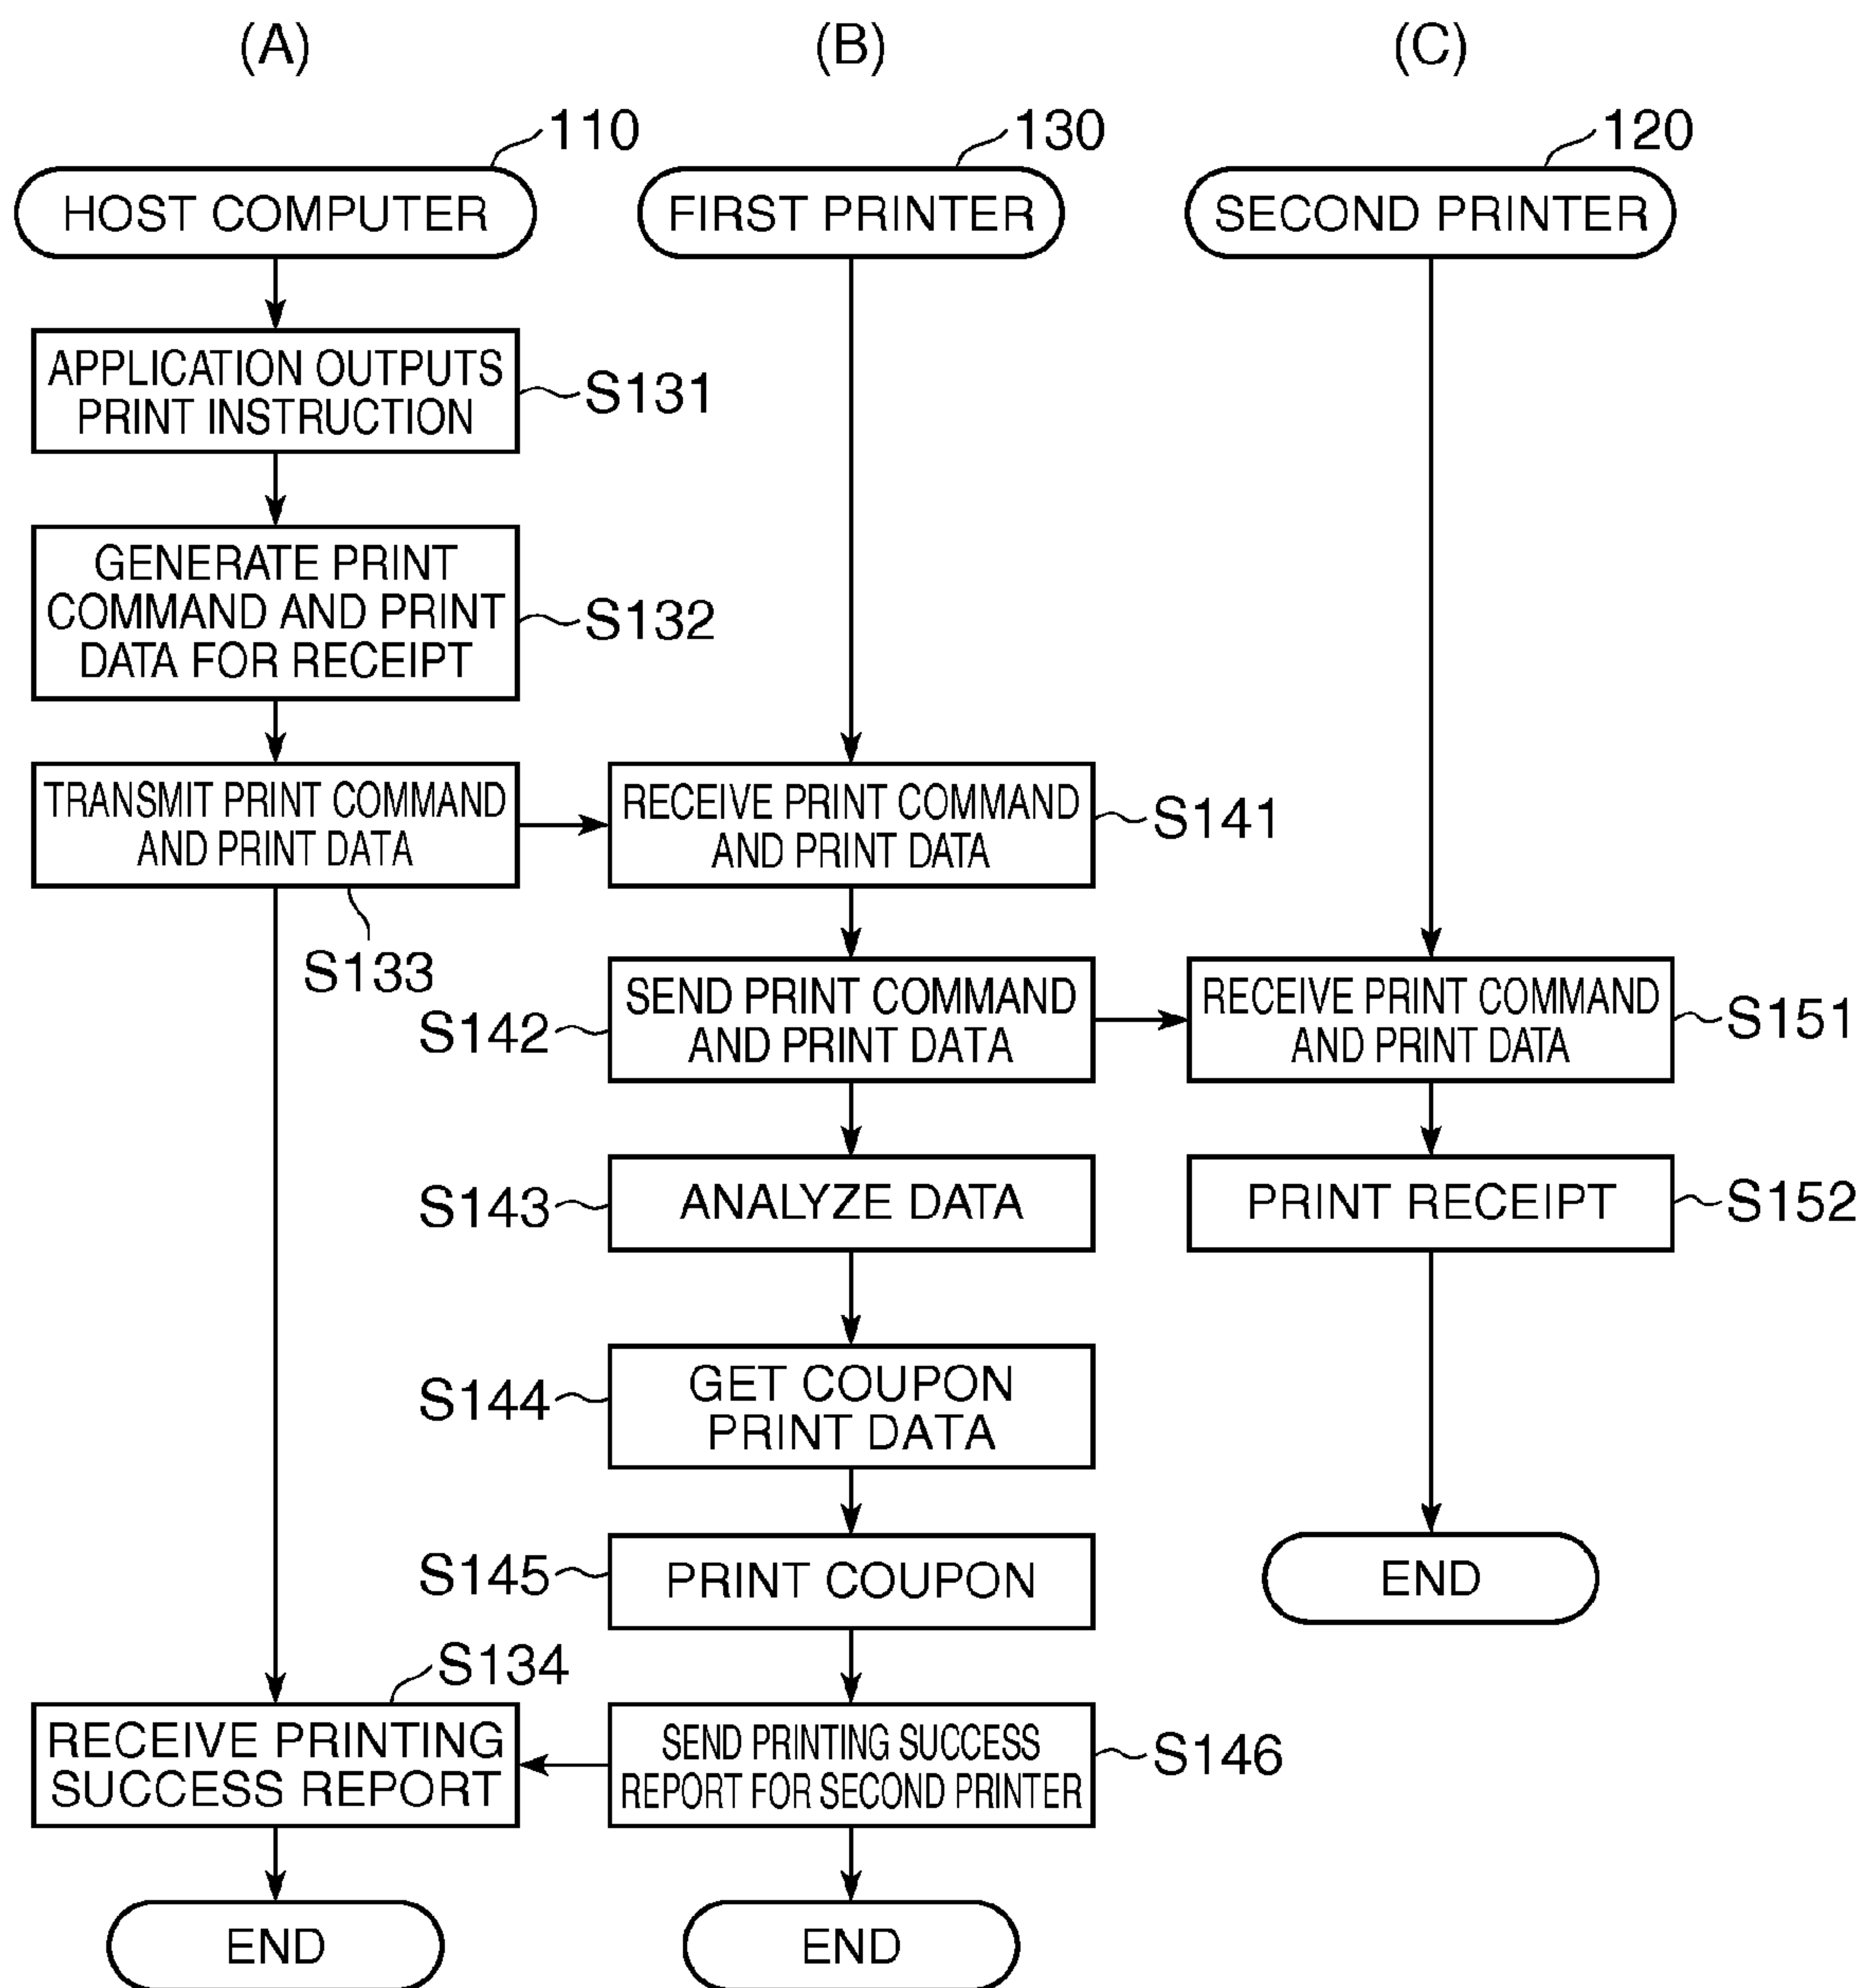 (A)
(B)
(C)
110
130
120
HOST COMPUTER
FIRST PRINTER
SECOND PRINTER
APPLICATION OUTPUTS
PRINT INSTRUCTION
S131
GENERATE PRINT
COMMAND AND PRINT
DATA FOR RECEIPT
S132
TRANSMIT PRINT COMMAND
AND PRINT DATA
S133
RECEIVE PRINT COMMAND
AND PRINT DATA
S141
S142
SEND PRINT COMMAND
AND PRINT DATA
RECEIVE PRINT COMMAND
AND PRINT DATA
S151
S143
ANALYZE DATA
PRINT RECEIPT
S152
S144
GET COUPON
PRINT DATA
S145
PRINT COUPON
END
S134
RECEIVE PRINTING
SUCCESS REPORT
SEND PRINTING SUCCESS
REPORT FOR SECOND PRINTER
S146
END
END